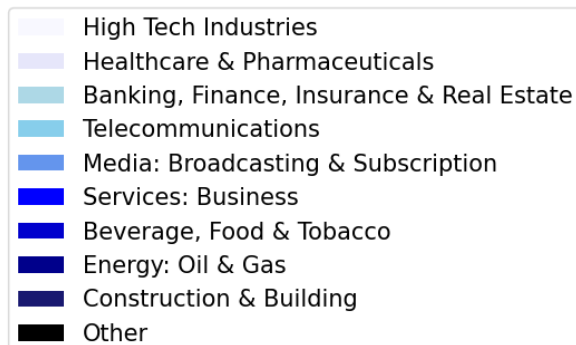 High Tech Industries
Healthcare & Pharmaceuticals
Banking, Finance, Insurance & Real Estate
Telecommunications
Media: Broadcasting & Subscription
Services: Business
Beverage, Food & Tobacco
Energy: Oil & Gas
Construction & Building
Other